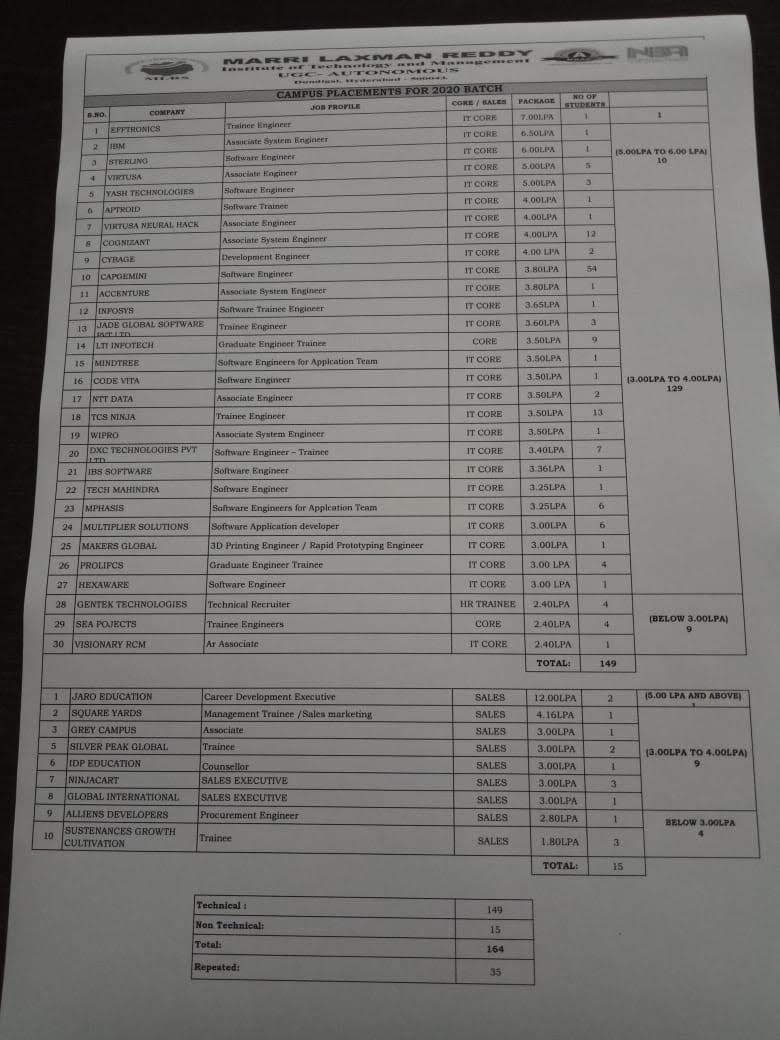 MLRS
MARRI LAXMAN REDDY
Institute of Technology and Management
UGC- AUTONOMOUS
Dundigal, Hyderabad - 500043.
NBA
CAMPUS PLACEMENTS FOR 2020 BATCH
S.NO. COMPANY JOB PROFILE CORE / SALES PACKAGE NO OF STUDENTS
1 EFFTRONICS Trainee Engineer IT CORE 7.00LPA 1 1
2 IBM Associate System Engineer IT CORE 6.50LPA 1
3 STERLING Software Engineer IT CORE 6.00LPA 1 (5.00LPA TO 6.00 LPA)
4 VIRTUSA Associate Engineer IT CORE 5.00LPA 5 10
5 YASH TECHNOLOGIES Software Engineer IT CORE 5.00LPA 3
6 APTROID Software Trainee IT CORE 4.00LPA 1
7 VIRTUSA NEURAL HACK Associate Engineer IT CORE 4.00LPA 1
8 COGNIZANT Associate System Engineer IT CORE 4.00LPA 12
9 CYBAGE Development Engineer IT CORE 4.00 LPA 2
10 CAPGEMINI Software Engineer IT CORE 3.80LPA 54
11 ACCENTURE Associate System Engineer IT CORE 3.80LPA 1
12 INFOSYS Software Trainee Engineer IT CORE 3.65LPA 1
13 JADE GLOBAL SOFTWARE PVT LTD Trainee Engineer IT CORE 3.60LPA 3
14 LTI INFOTECH Graduate Engineer Trainee CORE 3.50LPA 9
15 MINDTREE Software Engineers for Applcation Team IT CORE 3.50LPA 1
16 CODE VITA Software Engineer IT CORE 3.50LPA 1 (3.00LPA TO 4.00LPA)
17 NTT DATA Associate Engineer IT CORE 3.50LPA 2 129
18 TCS NINJA Trainee Engineer IT CORE 3.50LPA 13
19 WIPRO Associate System Engineer IT CORE 3.50LPA 1
20 DXC TECHNOLOGIES PVT LTD Software Engineer – Trainee IT CORE 3.40LPA 7
21 IBS SOFTWARE Software Engineer IT CORE 3.36LPA 1
22 TECH MAHINDRA Software Engineer IT CORE 3.25LPA 1
23 MPHASIS Software Engineers for Applcation Team IT CORE 3.25LPA 6
24 MULTIPLIER SOLUTIONS Software Application developer IT CORE 3.00LPA 6
25 MAKERS GLOBAL 3D Printing Engineer / Rapid Prototyping Engineer IT CORE 3.00LPA 1
26 PROLIFCS Graduate Engineer Trainee IT CORE 3.00 LPA 4
27 HEXAWARE Software Engineer IT CORE 3.00 LPA 1
28 GENTEK TECHNOLOGIES Technical Recruiter HR TRAINEE 2.40LPA 4 (BELOW 3.00LPA)
29 SEA POJECTS Trainee Engineers CORE 2.40LPA 4 9
30 VISIONARY RCM Ar Associate IT CORE 2.40LPA 1
TOTAL: 149
1 JARO EDUCATION Career Development Executive SALES 12.00LPA 2 (5.00 LPA AND ABOVE) 1
2 SQUARE YARDS Management Trainee /Sales marketing SALES 4.16LPA 1
3 GREY CAMPUS Associate SALES 3.00LPA 1
5 SILVER PEAK GLOBAL Trainee SALES 3.00LPA 2 (3.00LPA TO 4.00LPA)
6 IDP EDUCATION Counsellor SALES 3.00LPA 1 9
7 NINJACART SALES EXECUTIVE SALES 3.00LPA 3
8 GLOBAL INTERNATIONAL SALES EXECUTIVE SALES 3.00LPA 1
9 ALLIENS DEVELOPERS Procurement Engineer SALES 2.80LPA 1 BELOW 3.00LPA
10 SUSTENANCES GROWTH CULTIVATION Trainee SALES 1.80LPA 3 4
TOTAL: 15
Technical : 149
Non Technical: 15
Total: 164
Repeated: 35